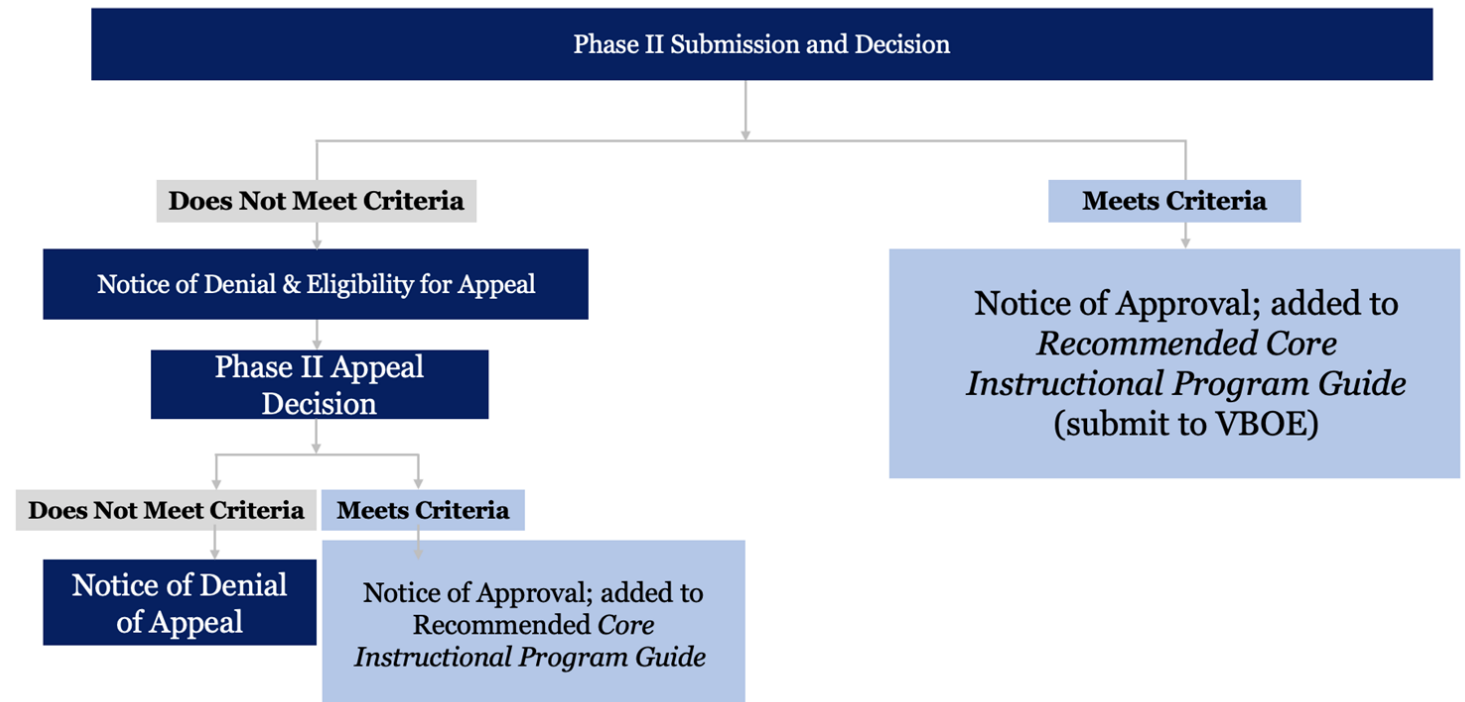 Phase II Submission and Decision
Does Not Meet Criteria
Meets Criteria
Notice of Denial & Eligibility for Appeal
Notice of Approval; added to
Recommended Core
Instructional Program Guide
(submit to VBOE)
Phase II Appeal
Decision
Does Not Meet Criteria
Meets Criteria
Notice of Denial
of Appeal
Notice of Approval; added to
Recommended Core
Instructional Program Guide